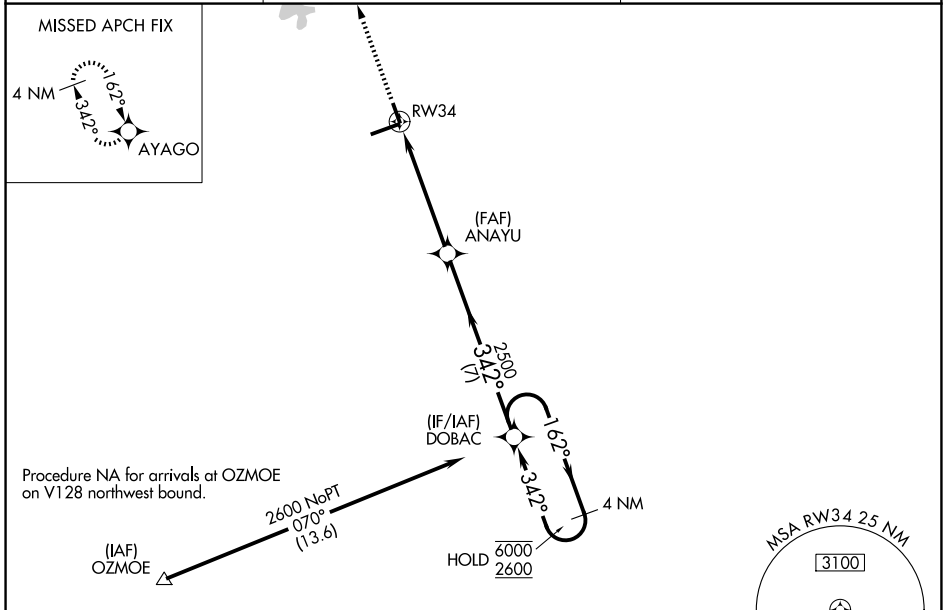 MISSED APCH FIX
4 NM
162°
342°
AYAGO
RW34
(FAF)
ANAYU
2500
342°
(7)
(IF/IAF)
DOBAC
162°
342°
4 NM
HOLD
6000
2600
Procedure NA for arrivals at OZMOE
on V128 northwest bound.
2600 NoPT
070°
(13.6)
(IAF)
OZMOE
MSA RW34 25 NM
3100